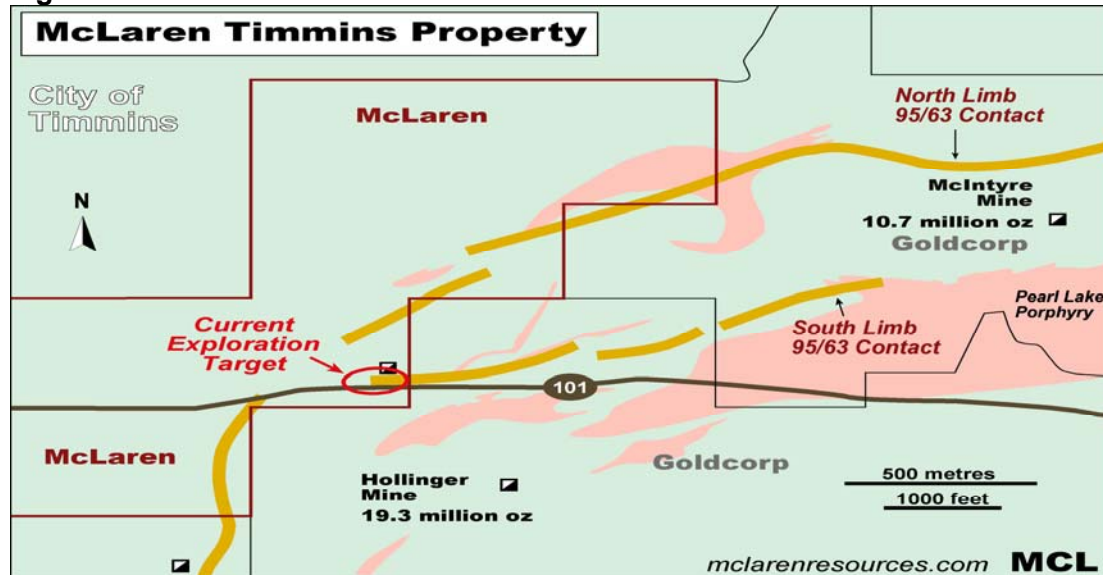 McLaren Timmins Property
City of
Timmins
McLaren
North Limb
95/63 Contact
N
McIntyre
Mine
10.7 million oz
Goldcorp
Current
Exploration
Target
Pearl Lake
Porphyry
South Limb
95/63 Contact
101
McLaren
Goldcorp
Hollinger
Mine
19.3 million oz
500 metres
1000 feet
mclarenresources.com MCL